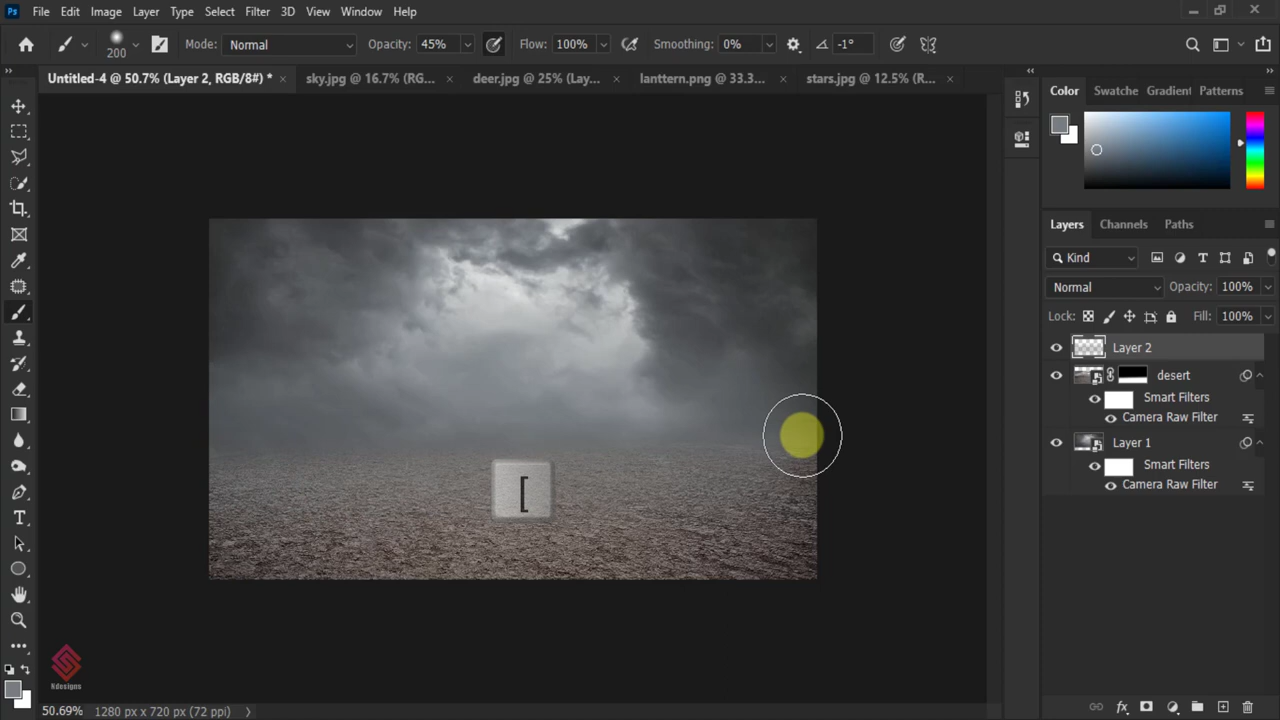 Ps File Edit Image Layer Type Select Filter 3D View Window Help
200 Mode: Normal Opacity: 45% Flow: 100% Smoothing: 0% -1°
Untitled-4 @ 50.7% (Layer 2, RGB/8#) * × sky.jpg @ 16.7% (RG... × deer.jpg @ 25% (Lay... × lanttern.png @ 33.3... × stars.jpg @ 12.5% (R... ×
Color Swatche Gradient Patterns
Layers Channels Paths
Kind
Normal Opacity: 100%
Lock: Fill: 100%
Layer 2
desert
Smart Filters
Camera Raw Filter
Layer 1
Smart Filters
Camera Raw Filter
[
Ndesigns
50.69% 1280 px x 720 px (72 ppi)